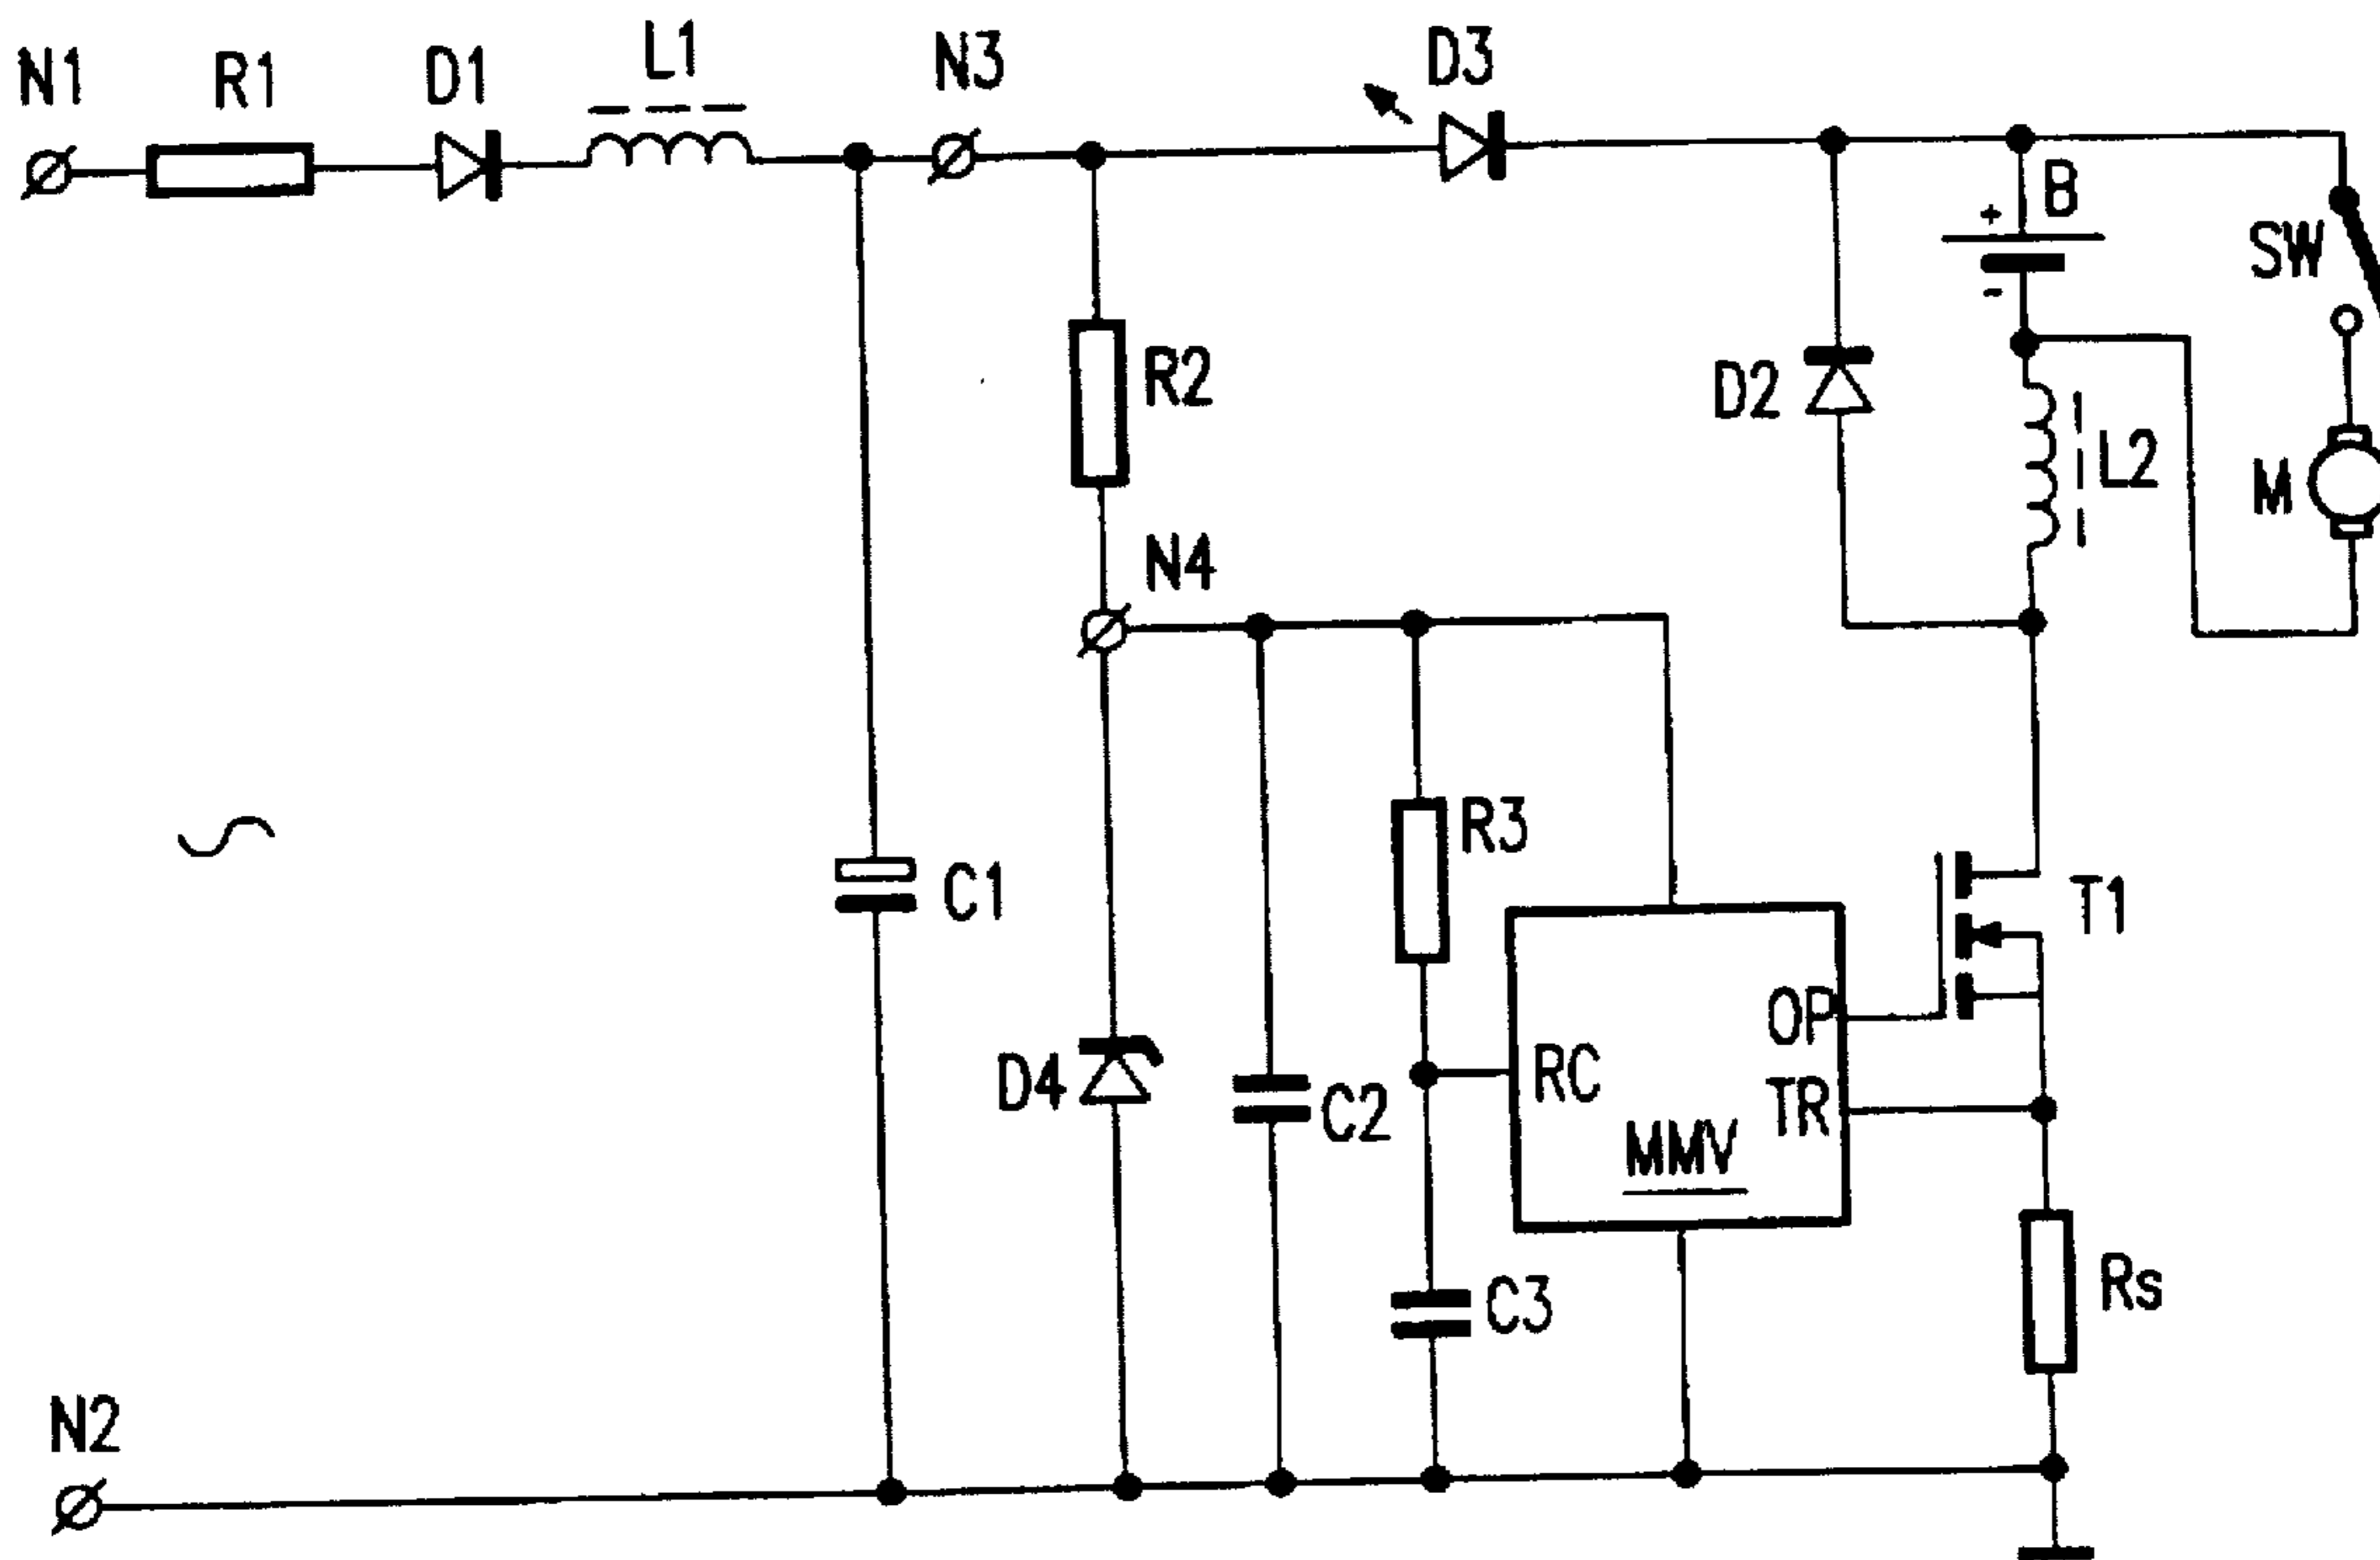 N1
R1
D1
L1
N3
D3
+
B
-
SW
R2
D2
L2
M
N4
R3
C1
T1
D4
C2
OP
RC
TR
MMV
C3
Rs
N2